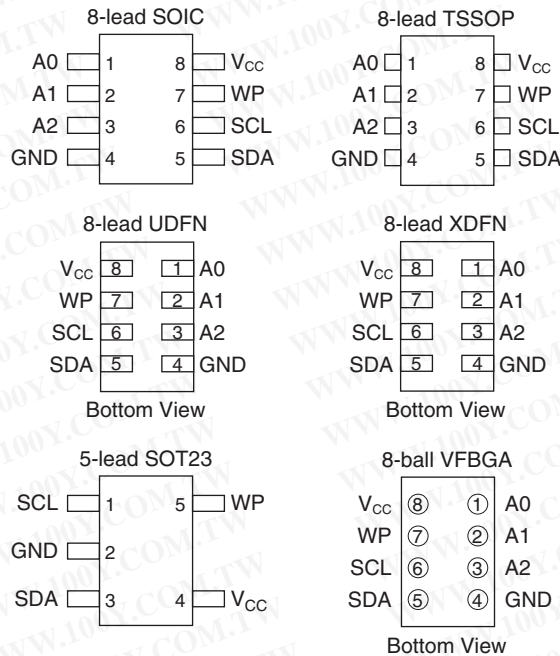 8-lead SOIC
A0 1 8 VCC
A1 2 7 WP
A2 3 6 SCL
GND 4 5 SDA
8-lead TSSOP
A0 1 8 VCC
A1 2 7 WP
A2 3 6 SCL
GND 4 5 SDA
8-lead UDFN
VCC 8 1 A0
WP 7 2 A1
SCL 6 3 A2
SDA 5 4 GND
Bottom View
8-lead XDFN
VCC 8 1 A0
WP 7 2 A1
SCL 6 3 A2
SDA 5 4 GND
Bottom View
5-lead SOT23
SCL 1 5 WP
GND 2
SDA 3 4 VCC
8-ball VFBGA
VCC 8 1 A0
WP 7 2 A1
SCL 6 3 A2
SDA 5 4 GND
Bottom View
WWW.100Y.COM.TW